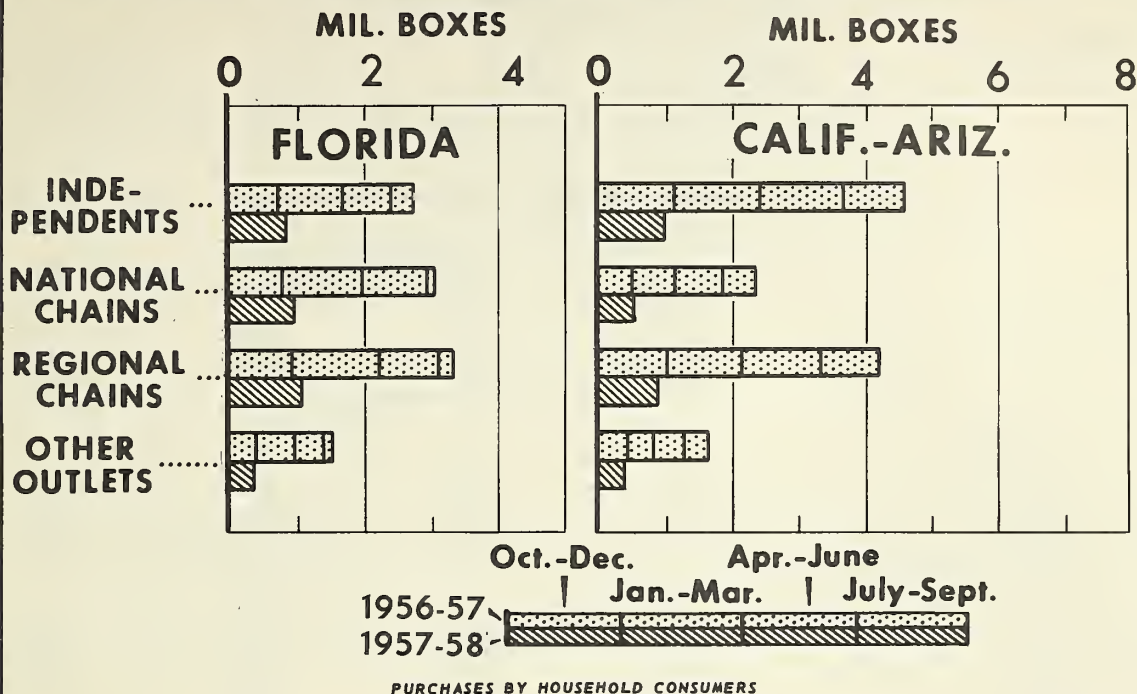 MIL. BOXES
MIL. BOXES
0 2 4
0 2 4 6 8
FLORIDA
CALIF.-ARIZ.
INDE-
PENDENTS ...
NATIONAL ...
CHAINS
REGIONAL ...
CHAINS
OTHER ......
OUTLETS
Oct.-Dec. Apr.-June
Jan.-Mar. July-Sept.
1956-57
1957-58
PURCHASES BY HOUSEHOLD CONSUMERS